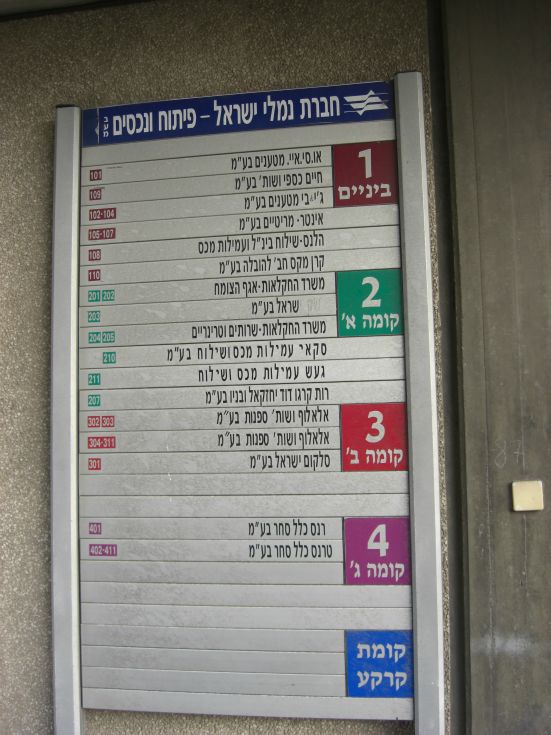 חברת נמלי ישראל – פיתוח ונכסים בע"מ
1
ביניים
או.סי.איי. מטענים בע"מ 101
חיים כספי ושות' בע"מ 109
ג'י בי מטענים בע"מ 102-104
אינטר- מריטיים בע"מ 105-107
הלנס-שילוח בינ"ל ועמילות מכס 108
קרן מקס חב' להובלה בע"מ 110
2
קומה א'
משרד החקלאות-אגף הצומח 201 202
שראל בע"מ 203
משרד החקלאות-שרותים וטרינריים 204 205
סקאי עמילות מכס ושילוח בע"מ 210
געש עמילות מכס ושילוח 211
רות קרגו דוד יחזקאל ובניו בע"מ 207
3
קומה ב'
אלאלוף ושות' ספנות בע"מ 302 303
אלאלוף ושות' ספנות בע"מ 304-311
סלקום ישראל בע"מ 301
4
קומה ג'
רנס כלל סחר בע"מ 401
טרנס כלל סחר בע"מ 402-411
קומת
קרקע